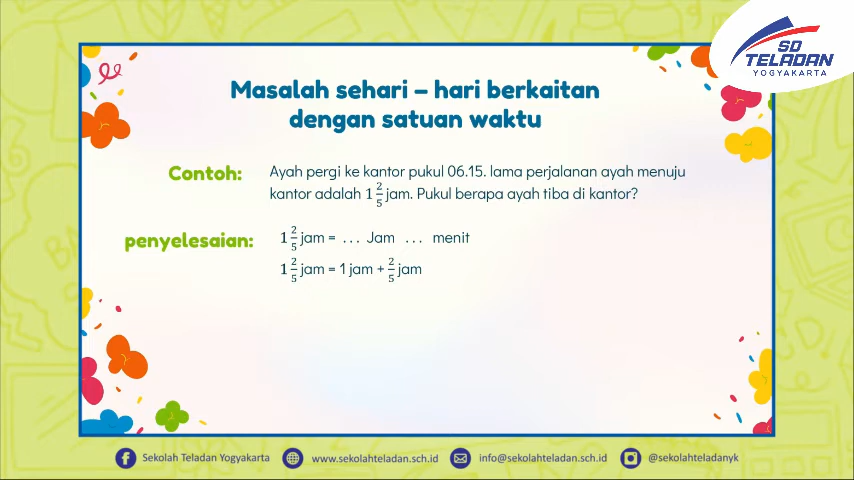 SD
TELADAN
YOGYAKARTA
Masalah sehari – hari berkaitan
dengan satuan waktu
Contoh: Ayah pergi ke kantor pukul 06.15. lama perjalanan ayah menuju
kantor adalah 1 2/5 jam. Pukul berapa ayah tiba di kantor?
penyelesaian: 1 2/5 jam = ... Jam ... menit
1 2/5 jam = 1 jam + 2/5 jam
Sekolah Teladan Yogyakarta www.sekolahteladan.sch.id info@sekolahteladan.sch.id @sekolahteladanyk